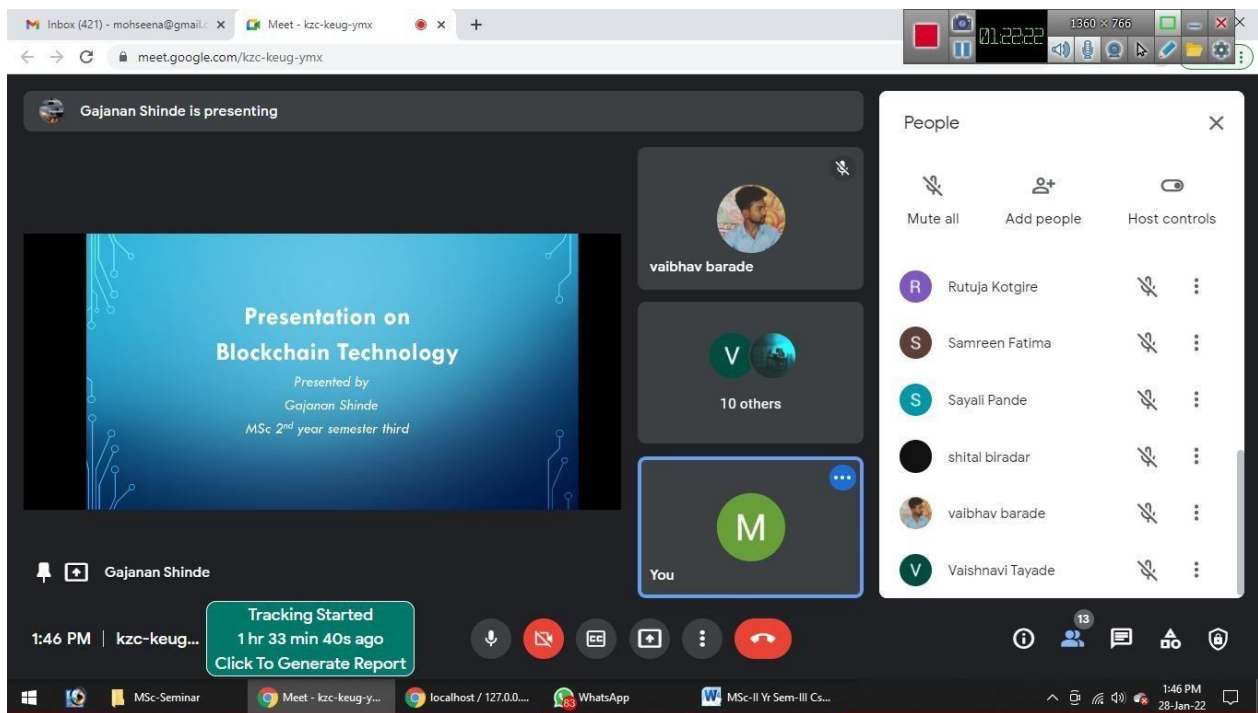 Inbox (421) - mohseena@gmail.c
Meet - kzc-keug-ymx
01:22:22
1360 × 766
meet.google.com/kzc-keug-ymx
Gajanan Shinde is presenting
Presentation on
Blockchain Technology
Presented by
Gajanan Shinde
MSc 2nd year semester third
vaibhav barade
V
10 others
M
You
Gajanan Shinde
People
Mute all
Add people
Host controls
R Rutuja Kotgire
S Samreen Fatima
S Sayali Pande
shital biradar
vaibhav barade
V Vaishnavi Tayade
1:46 PM | kzc-keug...
Tracking Started
1 hr 33 min 40s ago
Click To Generate Report
CC
13
MSc-Seminar
Meet - kzc-keug-y...
localhost / 127.0.0....
83
WhatsApp
W
MSc-II Yr Sem-III Cs...
1:46 PM
28-Jan-22